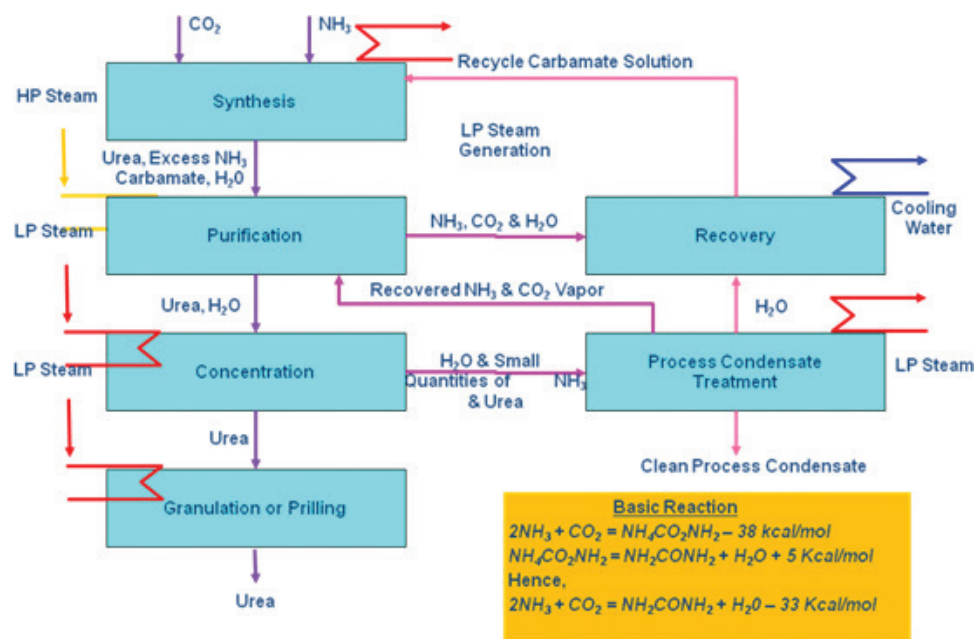 CO₂
NH₃
Recycle Carbamate Solution
Synthesis
HP Steam
LP Steam
Generation
Urea, Excess NH₃
Carbamate, H₂O
Cooling
Water
LP Steam
Purification
NH₃, CO₂ & H₂O
Recovery
Recovered NH₃ & CO₂ Vapor
Urea, H₂O
H₂O
LP Steam
Concentration
H₂O & Small
Quantities of NH₃
& Urea
Process Condensate
Treatment
LP Steam
Urea
Clean Process Condensate
Granulation or Prilling
Urea
Basic Reaction
2NH₃ + CO₂ = NH₄CO₂NH₂ – 38 kcal/mol
NH₄CO₂NH₂ = NH₂CONH₂ + H₂O + 5 Kcal/mol
Hence,
2NH₃ + CO₂ = NH₂CONH₂ + H₂0 – 33 Kcal/mol